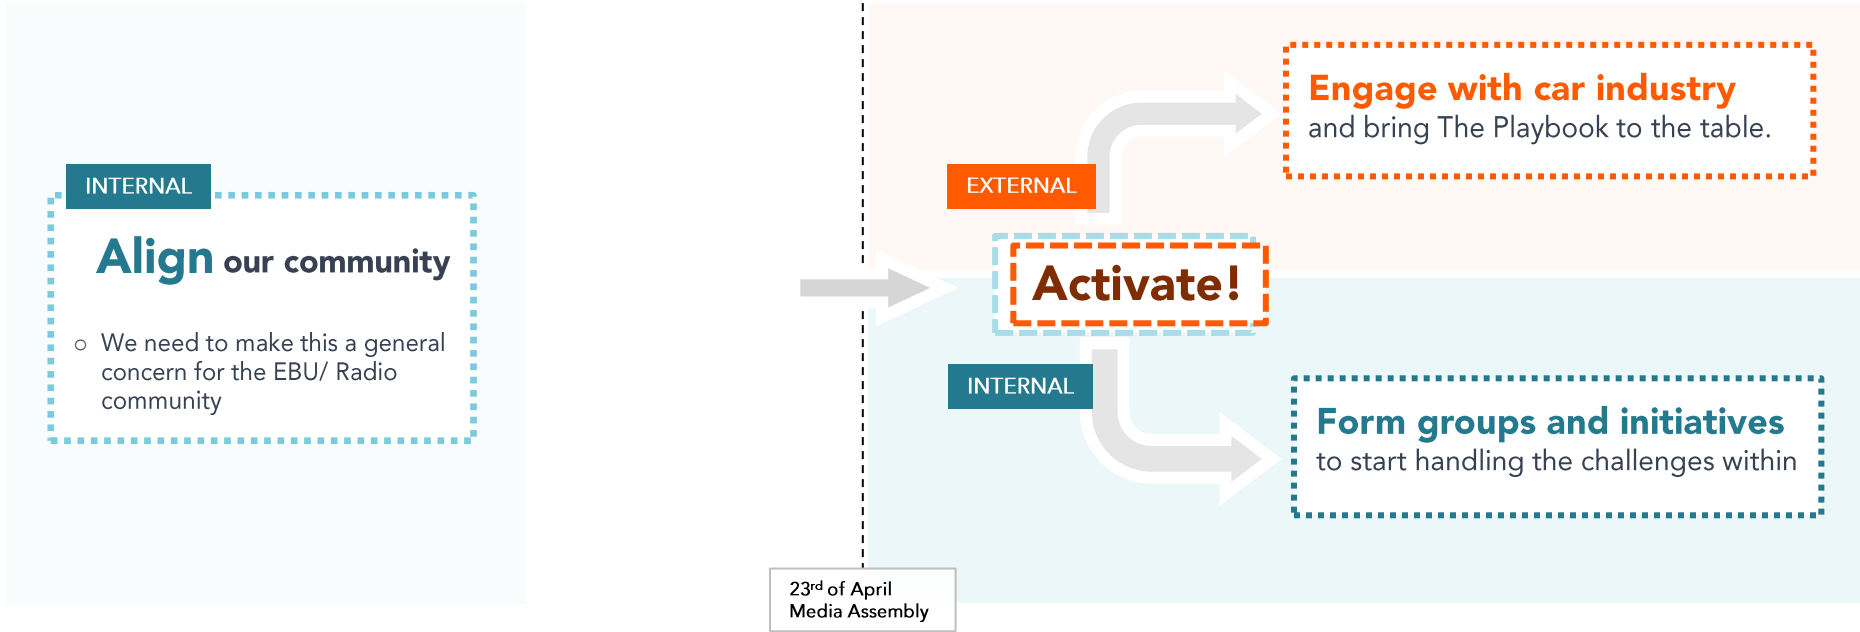 INTERNAL
Align our community
○ We need to make this a general
concern for the EBU/ Radio
community
EXTERNAL
Engage with car industry
and bring The Playbook to the table.
Activate!
INTERNAL
Form groups and initiatives
to start handling the challenges within
23rd of April
Media Assembly